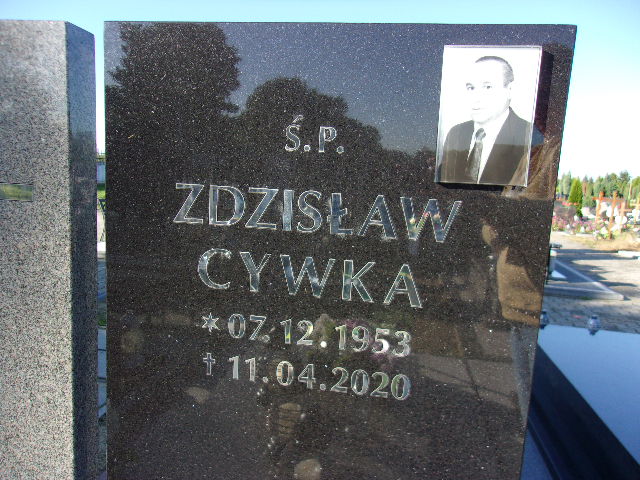 Ś.P.
ZDZISŁAW
CYWKA
* 07.12.1953
† 11.04.2020